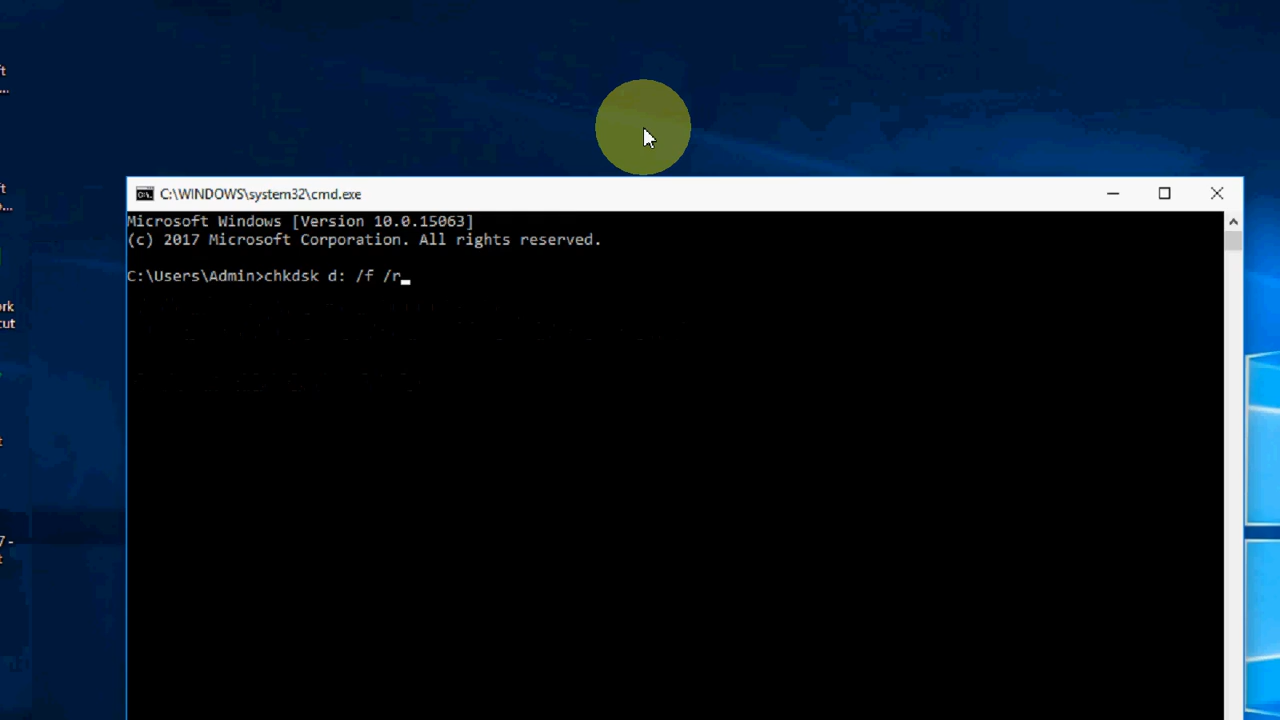 C:\WINDOWS\system32\cmd.exe
Microsoft Windows [Version 10.0.15063]
(c) 2017 Microsoft Corporation. All rights reserved.
C:\Users\Admin>chkdsk d: /f /r